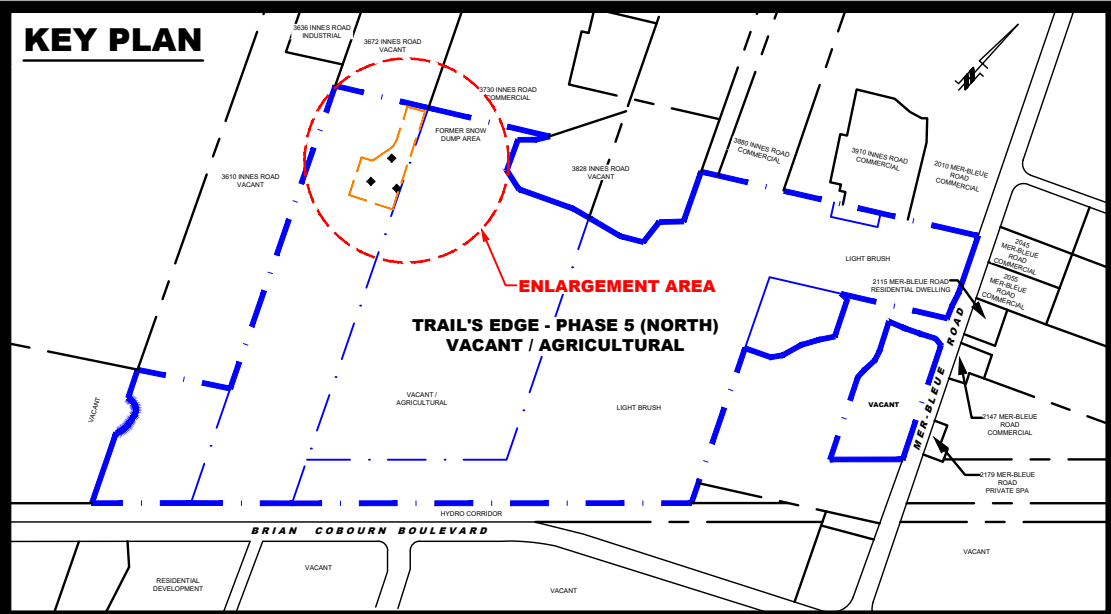 KEY PLAN
3636 INNES ROAD
INDUSTRIAL
3672 INNES ROAD
VACANT
3730 INNES ROAD
COMMERCIAL
FORMER SNOW
DUMP AREA
3610 INNES ROAD
VACANT
3828 INNES ROAD
VACANT
3880 INNES ROAD
COMMERCIAL
3910 INNES ROAD
COMMERCIAL
2010 MER-BLEUE
ROAD
COMMERCIAL
N
2045
MER-BLEUE
ROAD
COMMERCIAL
2055
MER-BLEUE
ROAD
COMMERCIAL
LIGHT BRUSH
2115 MER-BLEUE ROAD
RESIDENTIAL DWELLING
ENLARGEMENT AREA
TRAIL'S EDGE - PHASE 5 (NORTH)
VACANT / AGRICULTURAL
VACANT
VACANT /
AGRICULTURAL
LIGHT BRUSH
VACANT
MER-BLEUE ROAD
2147 MER-BLEUE
ROAD
COMMERCIAL
2179 MER-BLEUE
ROAD
PRIVATE SPA
HYDRO CORRIDOR
BRIAN COBOURN BOULEVARD
VACANT
RESIDENTIAL
DEVELOPMENT
VACANT
VACANT